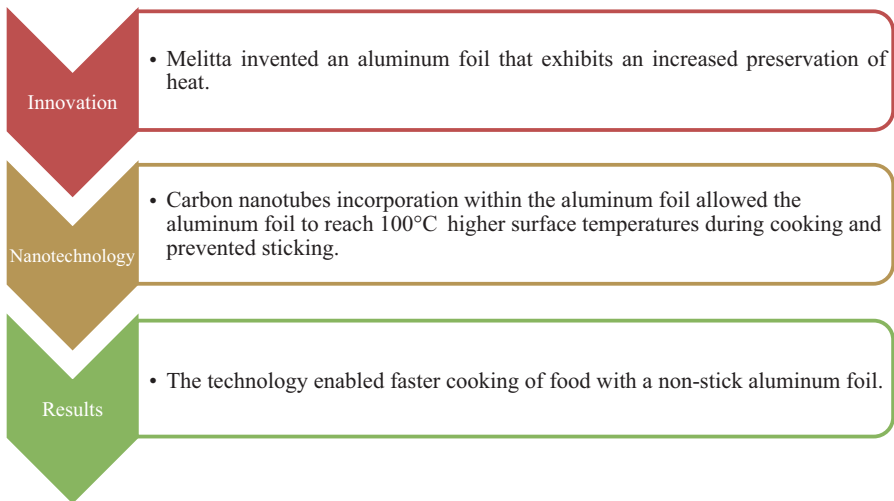 Innovation
• Melitta invented an aluminum foil that exhibits an increased preservation of
heat.
Nanotechnology
• Carbon nanotubes incorporation within the aluminum foil allowed the
aluminum foil to reach 100°C higher surface temperatures during cooking and
prevented sticking.
Results
• The technology enabled faster cooking of food with a non-stick aluminum foil.